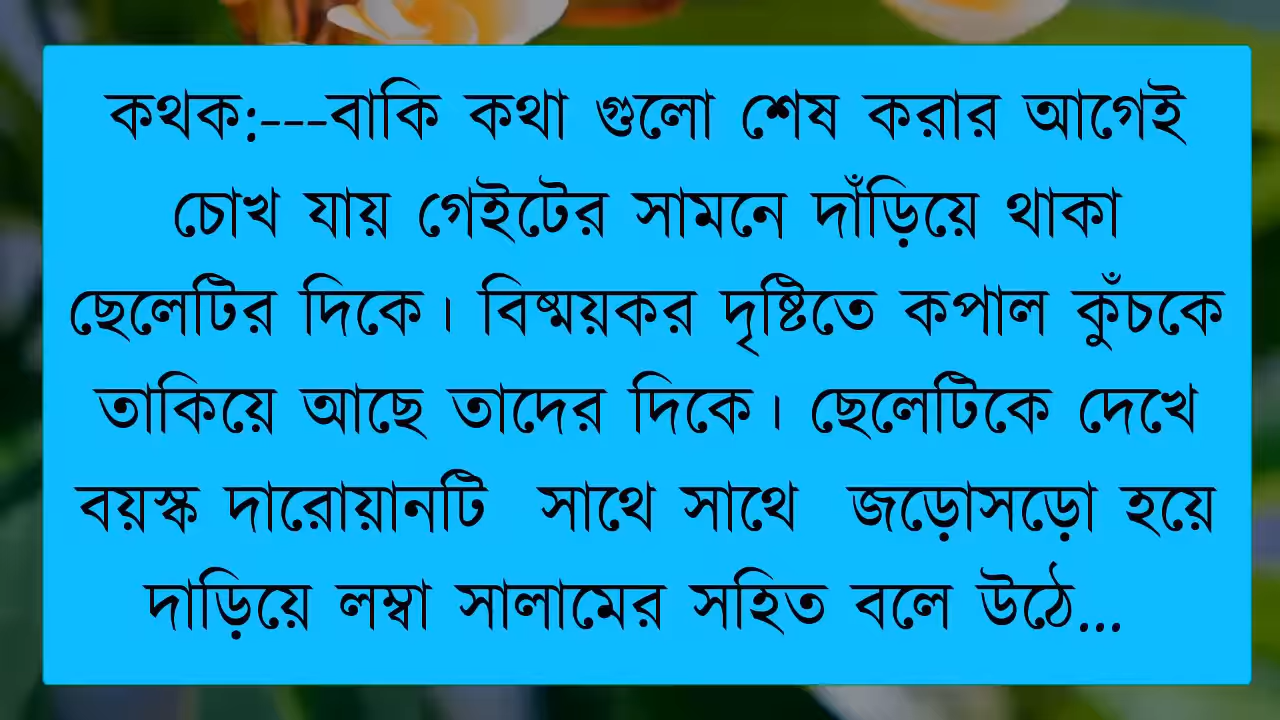 কথক:---বাকি কথা গুলো শেষ করার আগেই
চোখ যায় গেইটের সামনে দাঁড়িয়ে থাকা
ছেলেটির দিকে। বিষ্ময়কর দৃষ্টিতে কপাল কুঁচকে
তাকিয়ে আছে তাদের দিকে। ছেলেটিকে দেখে
বয়স্ক দারোয়ানটি  সাথে সাথে  জড়োসড়ো হয়ে
দাড়িয়ে লম্বা সালামের সহিত বলে উঠে...